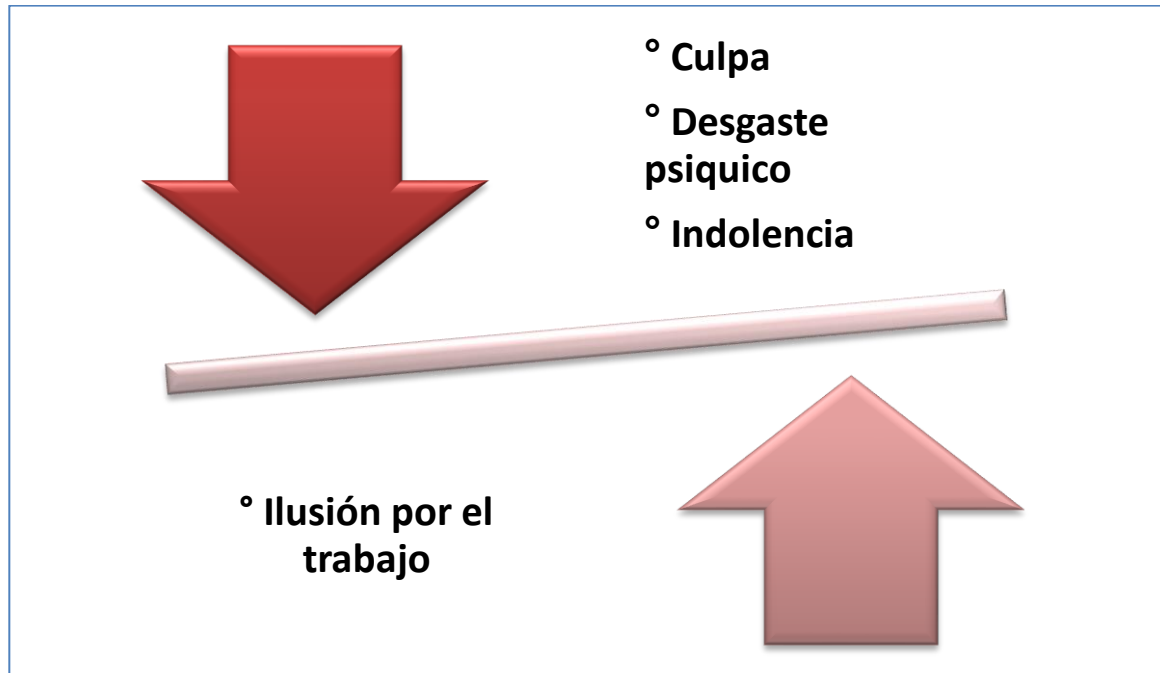 ° Culpa
° Desgaste
psiquico
° Indolencia
° Ilusión por el
trabajo